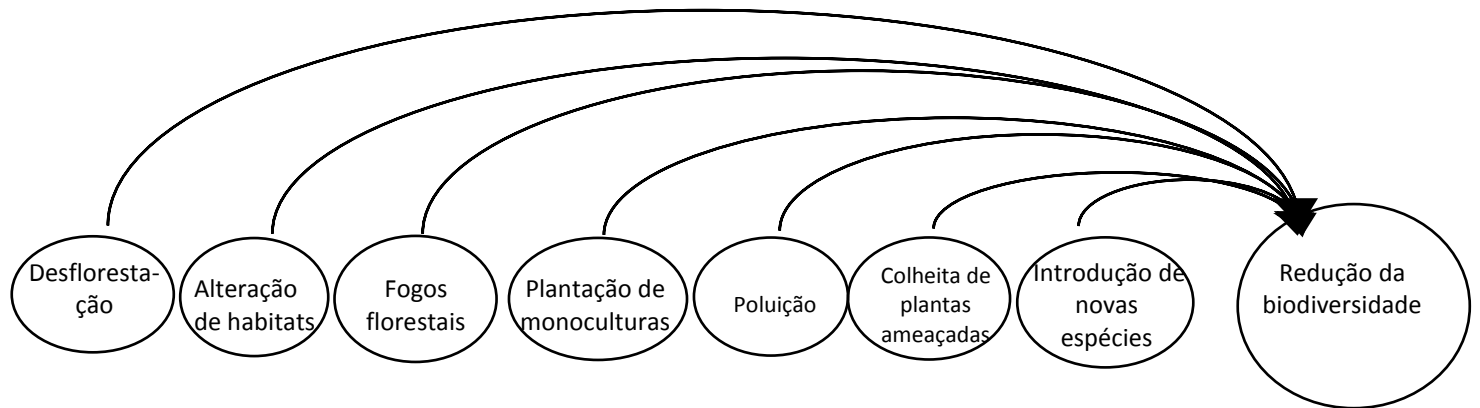 Desfloresta-
ção
Alteração
de habitats
Fogos
florestais
Plantação de
monoculturas
Poluição
Colheita de
plantas
ameaçadas
Introdução de
novas
espécies
Redução da
biodiversidade